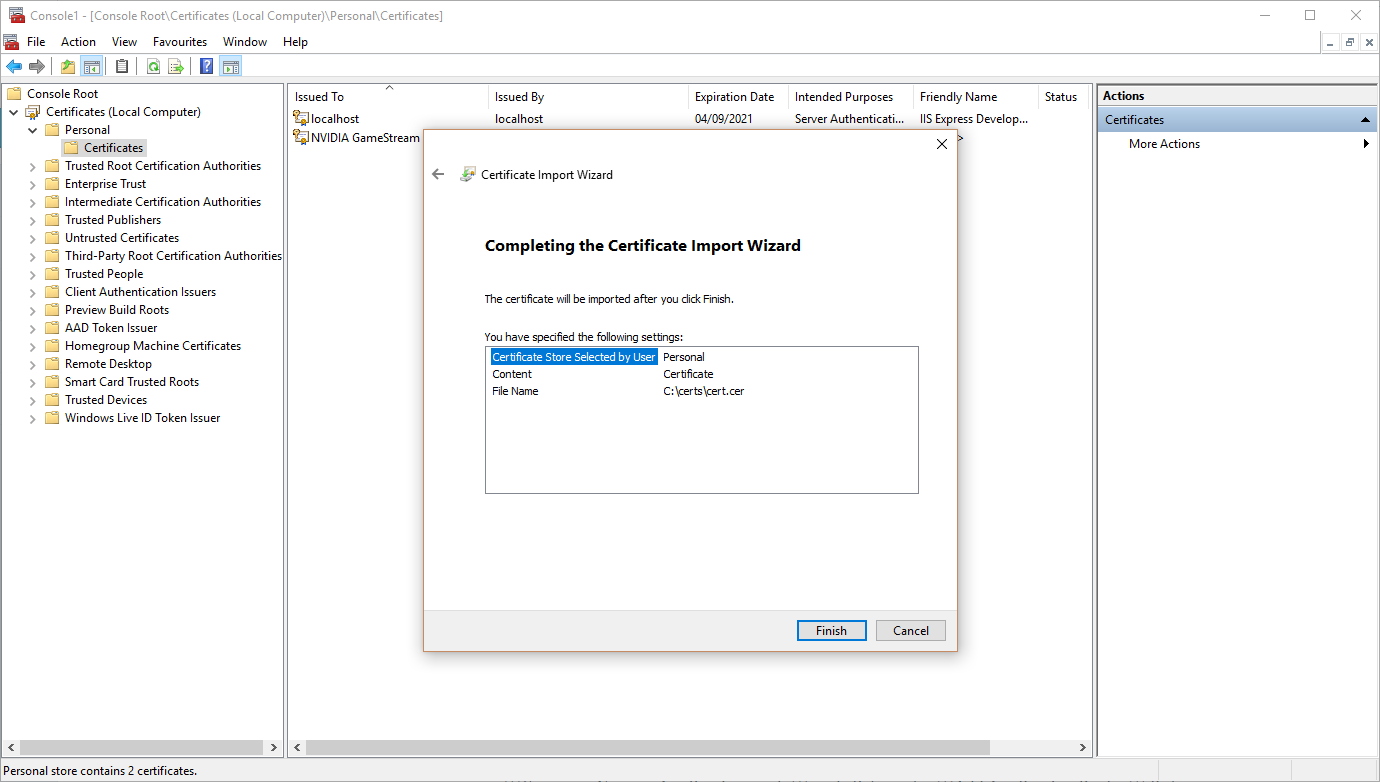 Console1 - [Console Root\Certificates (Local Computer)\Personal\Certificates]
File Action View Favourites Window Help
Console Root
Certificates (Local Computer)
Personal
Certificates
Trusted Root Certification Authorities
Enterprise Trust
Intermediate Certification Authorities
Trusted Publishers
Untrusted Certificates
Third-Party Root Certification Authorities
Trusted People
Client Authentication Issuers
Preview Build Roots
AAD Token Issuer
Homegroup Machine Certificates
Remote Desktop
Smart Card Trusted Roots
Trusted Devices
Windows Live ID Token Issuer
Issued To Issued By Expiration Date Intended Purposes Friendly Name Status
localhost localhost 04/09/2021 Server Authenticati... IIS Express Develop...
NVIDIA GameStream >
Certificate Import Wizard
Completing the Certificate Import Wizard
The certificate will be imported after you click Finish.
You have specified the following settings:
Certificate Store Selected by User Personal
Content Certificate
File Name C:\certs\cert.cer
Finish Cancel
Actions
Certificates
More Actions
Personal store contains 2 certificates.